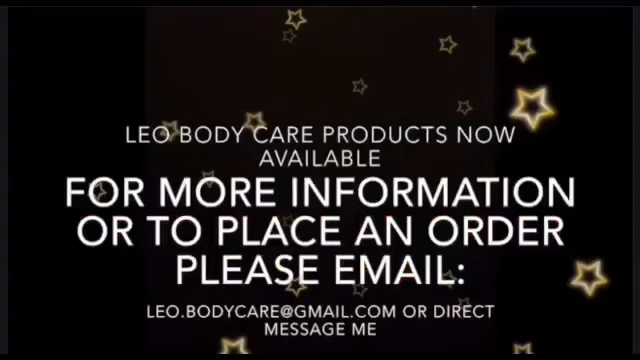 LEO BODY CARE PRODUCTS NOW
AVAILABLE
FOR MORE INFORMATION
OR TO PLACE AN ORDER
PLEASE EMAIL:
LEO.BODYCARE@GMAIL.COM OR DIRECT
MESSAGE ME